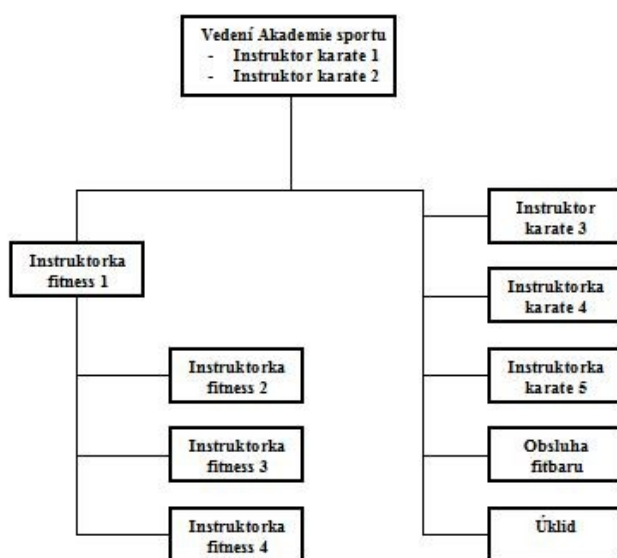 Vedení Akademie sportu
- Instruktor karate 1
- Instruktor karate 2
Instruktorka
fitness 1
Instruktorka
fitness 2
Instruktorka
fitness 3
Instruktorka
fitness 4
Instruktor
karate 3
Instruktorka
karate 4
Instruktorka
karate 5
Obsluha
fitbaru
Úklid